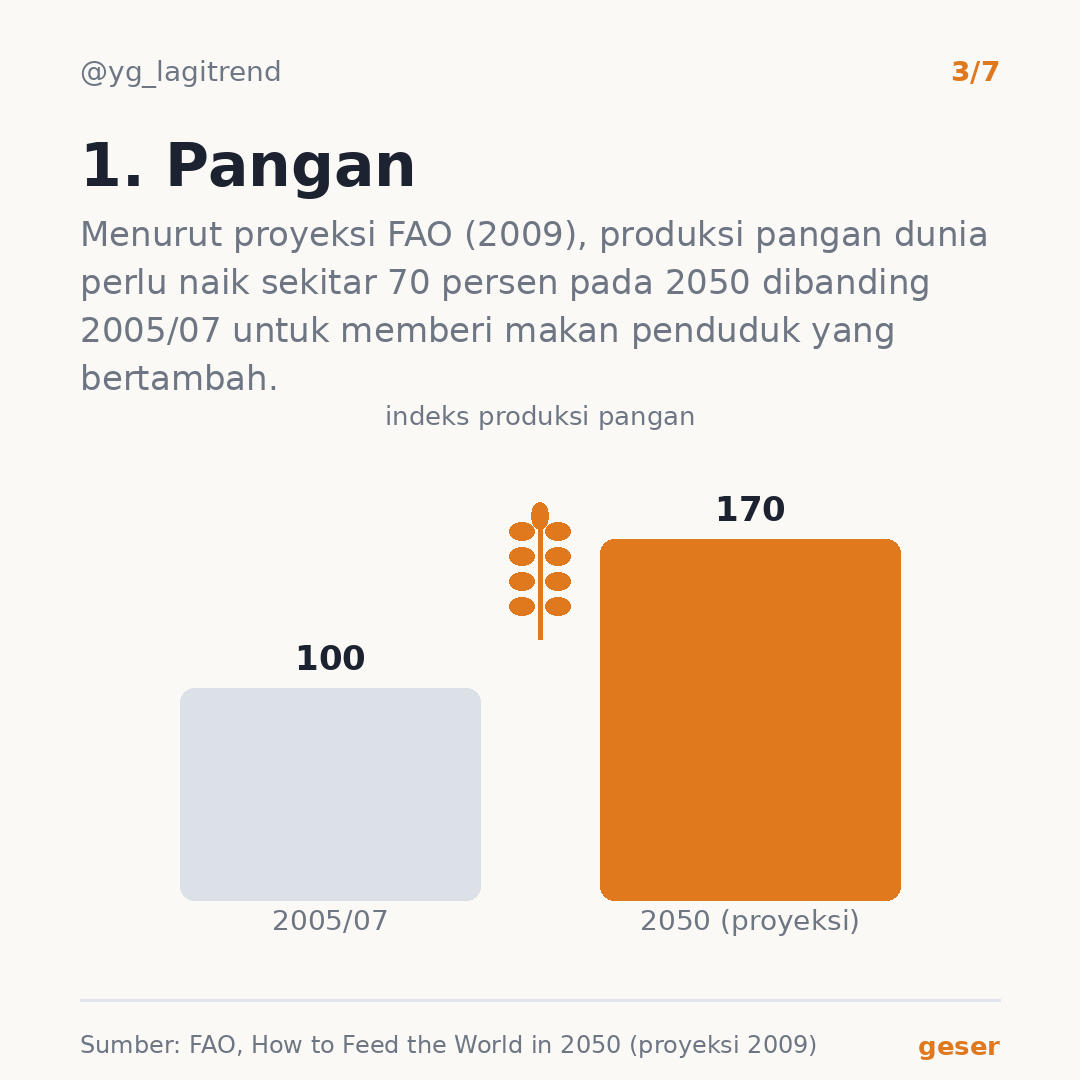 @yg_lagitrend
3/7
1. Pangan
Menurut proyeksi FAO (2009), produksi pangan dunia
perlu naik sekitar 70 persen pada 2050 dibanding
2005/07 untuk memberi makan penduduk yang
bertambah.
indeks produksi pangan
170
100
2005/07
2050 (proyeksi)
Sumber: FAO, How to Feed the World in 2050 (proyeksi 2009)
geser